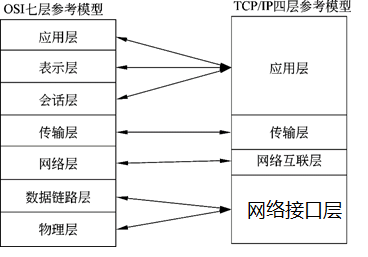 OSI七层参考模型
TCP/IP四层参考模型
应用层
表示层
会话层
传输层
网络层
数据链路层
物理层
应用层
传输层
网络互联层
网络接口层